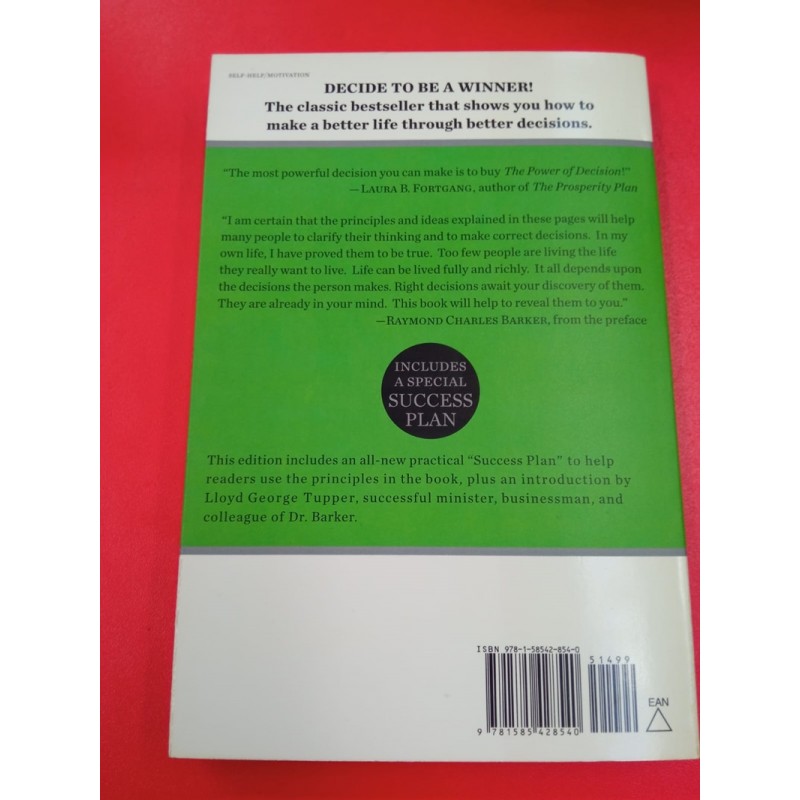 SELF-HELP/MOTIVATION
DECIDE TO BE A WINNER!
The classic bestseller that shows you how to
make a better life through better decisions.
“The most powerful decision you can make is to buy The Power of Decision!”
—LAURA B. FORTGANG, author of The Prosperity Plan
“I am certain that the principles and ideas explained in these pages will help
many people to clarify their thinking and to make correct decisions. In my
own life, I have proved them to be true. Too few people are living the life
they really want to live. Life can be lived fully and richly. It all depends upon
the decisions the person makes. Right decisions await your discovery of them.
They are already in your mind. This book will help to reveal them to you.”
—RAYMOND CHARLES BARKER, from the preface
INCLUDES
A SPECIAL
SUCCESS
PLAN
This edition includes an all-new practical “Success Plan” to help
readers use the principles in the book, plus an introduction by
Lloyd George Tupper, successful minister, businessman, and
colleague of Dr. Barker.
ISBN 978-1-58542-854-0
51499
EAN
9 781585 428540